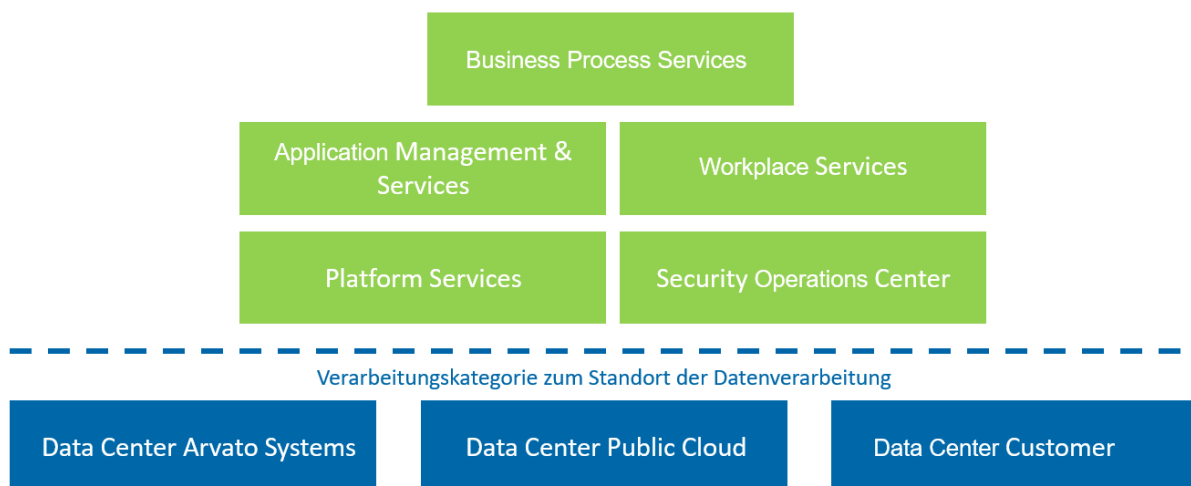 Business Process Services
Application Management &
Services
Workplace Services
Platform Services
Security Operations Center
Verarbeitungskategorie zum Standort der Datenverarbeitung
Data Center Arvato Systems
Data Center Public Cloud
Data Center Customer